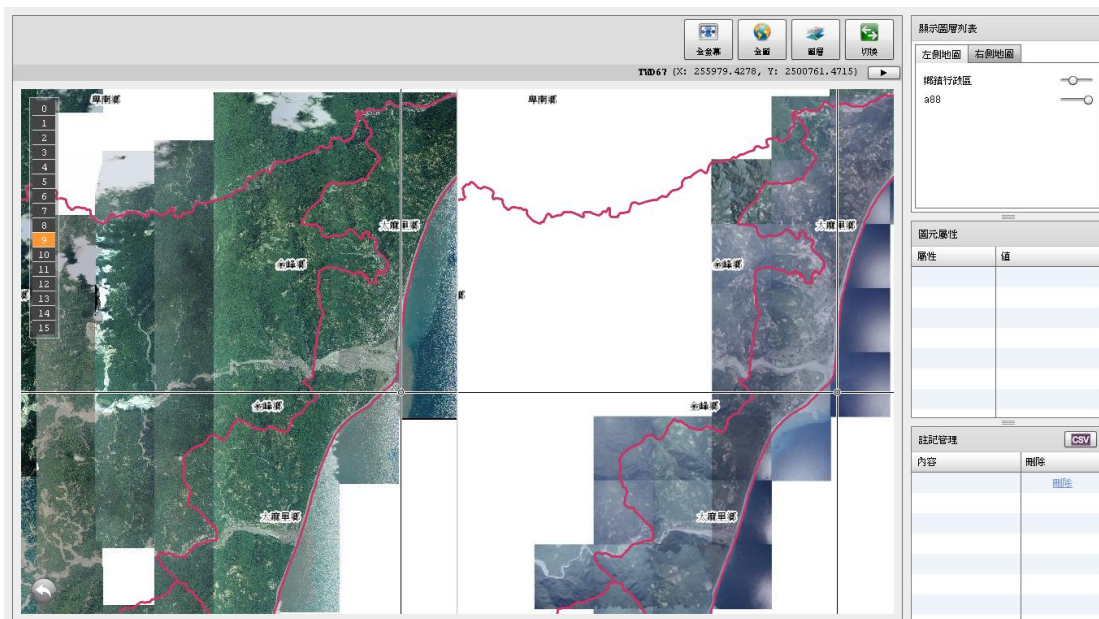 全螢幕
全圖
圖層
切換
TWD67 (X: 255979.4278, Y: 2500761.4715)
0
1
2
3
4
5
6
7
8
9
10
11
12
13
14
15
卑南鄉
太麻里鄉
金峰鄉
金峰鄉
太麻里鄉
卑南鄉
太麻里鄉
金峰鄉
金峰鄉
太麻里鄉
顯示圖層列表
左側地圖
右側地圖
鄉鎮行政區
a88
圖元屬性
屬性
值
註記管理
CSV
內容
刪除
刪除